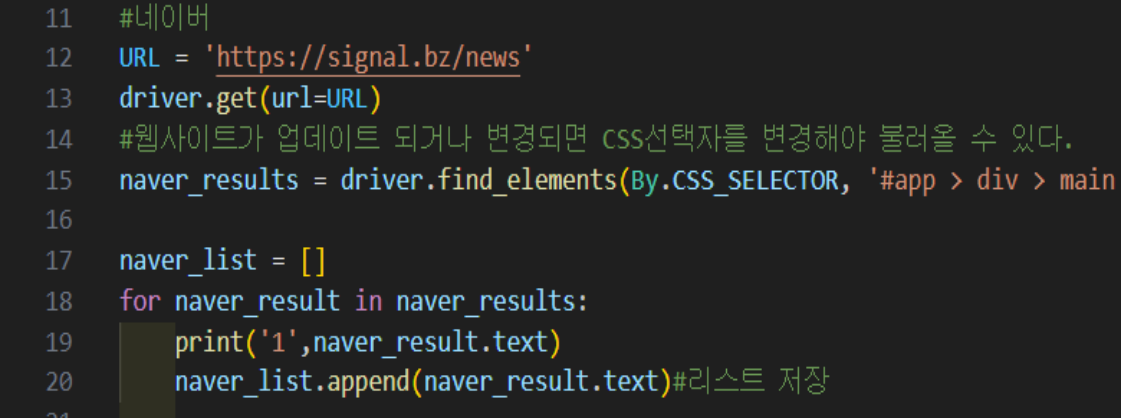 11 #네이버
12 URL = 'https://signal.bz/news'
13 driver.get(url=URL)
14 #웹사이트가 업데이트 되거나 변경되면 CSS선택자를 변경해야 불러올 수 있다.
15 naver_results = driver.find_elements(By.CSS_SELECTOR, '#app > div > main
16
17 naver_list = []
18 for naver_result in naver_results:
19 print('1',naver_result.text)
20 naver_list.append(naver_result.text)#리스트 저장
21